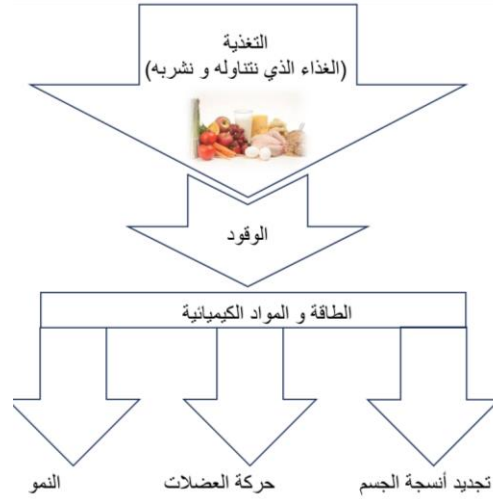 التغذية
(الغذاء الذي نتناوله و نشربه)
الوقود
الطاقة و المواد الكيميائية
تجديد أنسجة الجسم
حركة العضلات
النمو